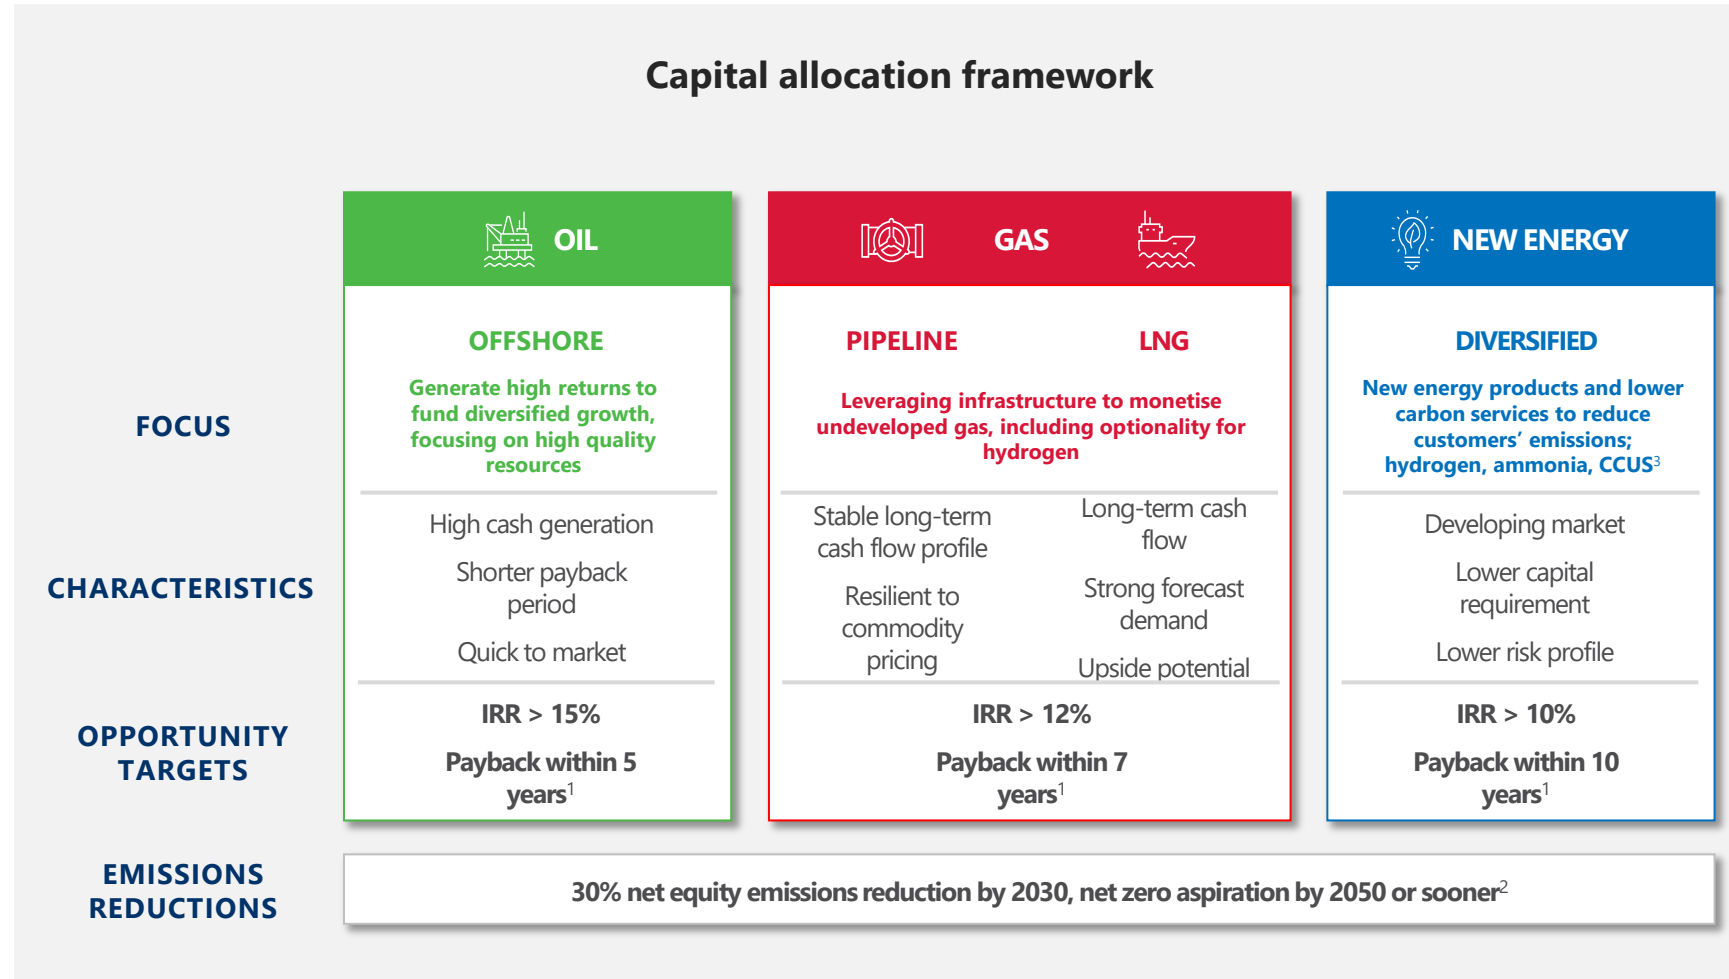 Capital allocation framework
OIL
GAS
NEW ENERGY
FOCUS
OFFSHORE
Generate high returns to
fund diversified growth,
focusing on high quality
resources
PIPELINE
LNG
Leveraging infrastructure to monetise
undeveloped gas, including optionality for
hydrogen
DIVERSIFIED
New energy products and lower
carbon services to reduce
customers’ emissions;
hydrogen, ammonia, CCUS³
CHARACTERISTICS
High cash generation
Shorter payback
period
Quick to market
Stable long-term
cash flow profile
Resilient to
commodity
pricing
Long-term cash
flow
Strong forecast
demand
Upside potential
Developing market
Lower capital
requirement
Lower risk profile
OPPORTUNITY
TARGETS
IRR > 15%
Payback within 5
years¹
IRR > 12%
Payback within 7
years¹
IRR > 10%
Payback within 10
years¹
EMISSIONS
REDUCTIONS
30% net equity emissions reduction by 2030, net zero aspiration by 2050 or sooner²